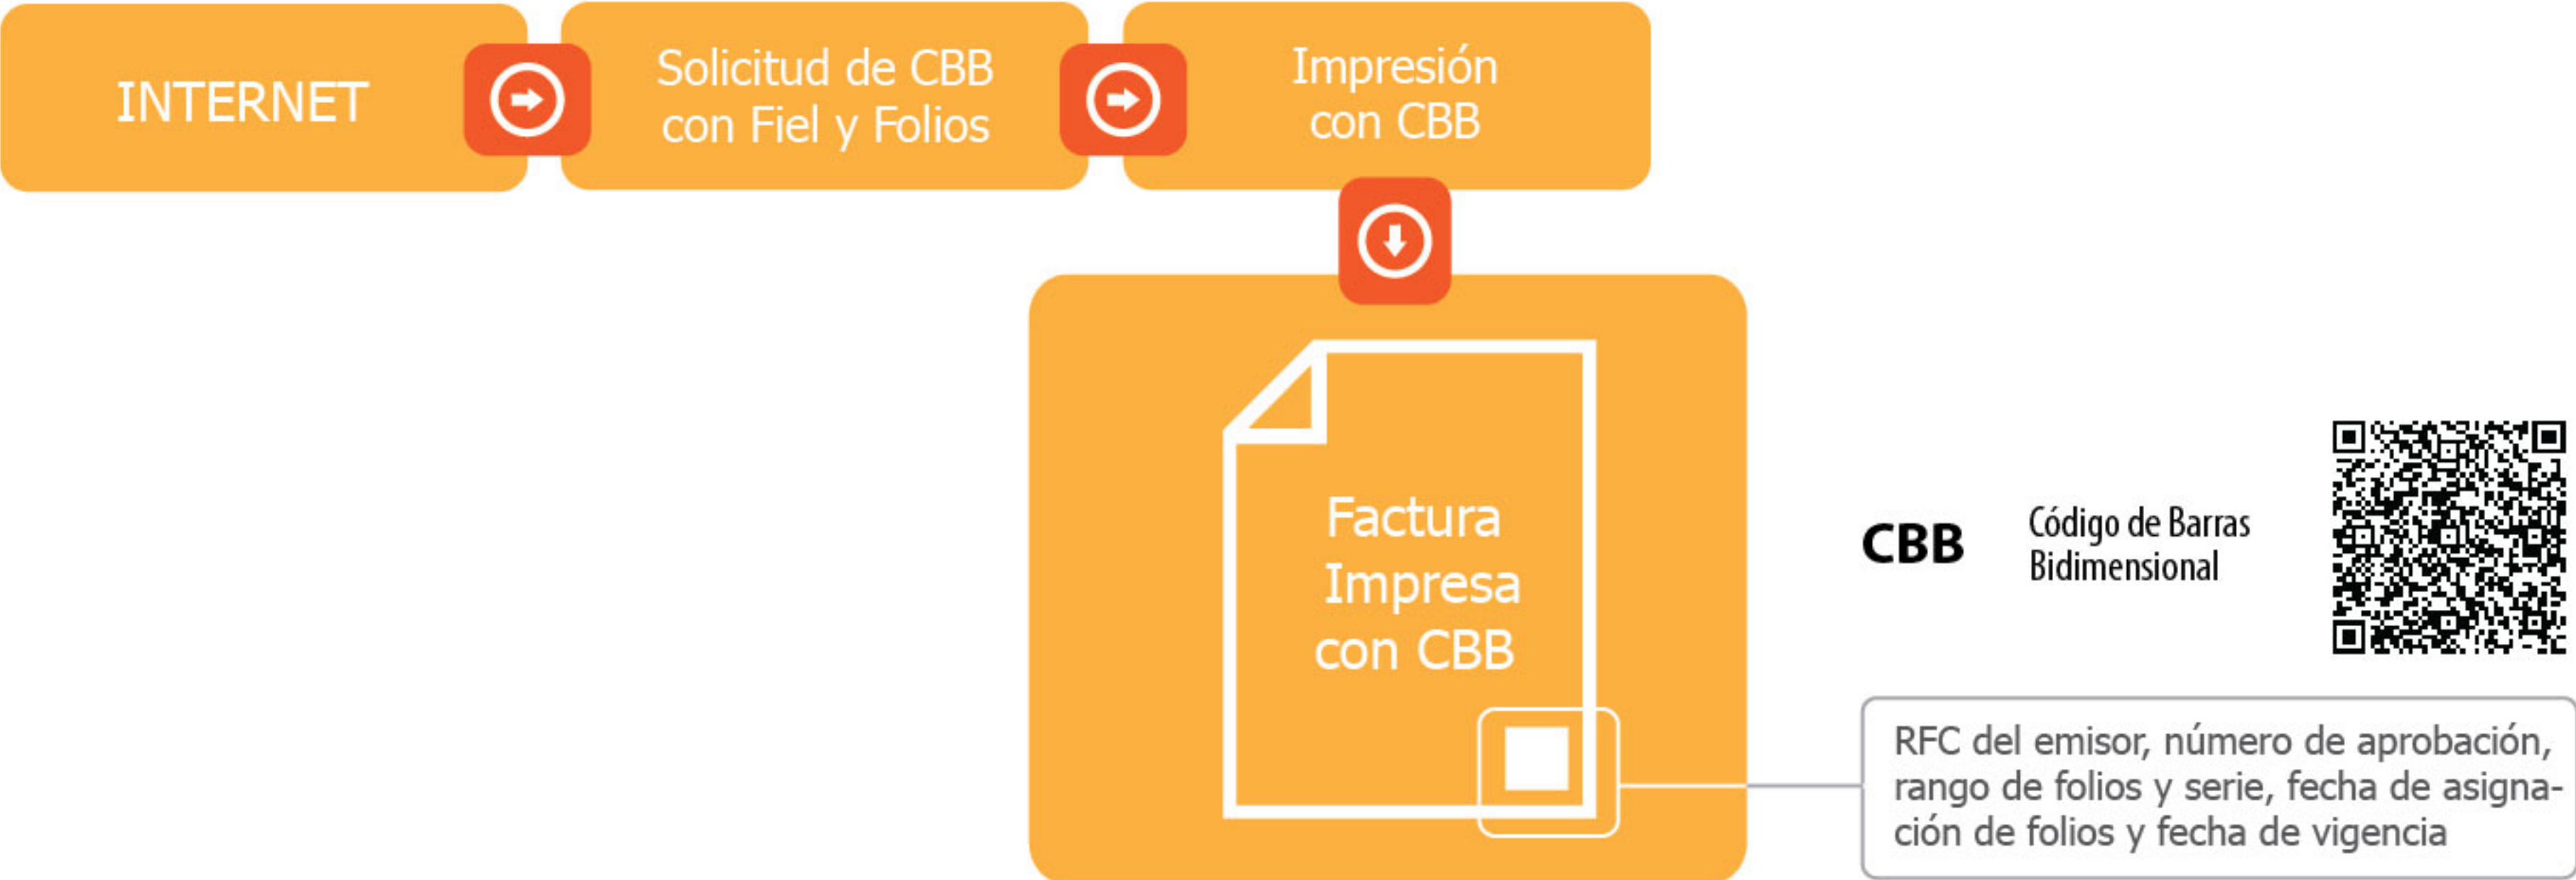 INTERNET
Solicitud de CBB
con Fiel y Folios
Impresión
con CBB
Factura
Impresa
con CBB
CBB
Código de Barras
Bidimensional
RFC del emisor, número de aprobación,
rango de folios y serie, fecha de asigna-
ción de folios y fecha de vigencia